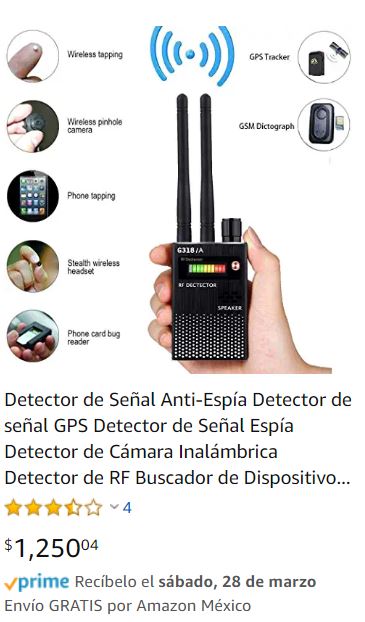 Wireless tapping
GPS Tracker
Wireless pinhole
camera
GSM Dictograph
Phone tapping
Stealth wireless
headset
Phone card bug
reader
G318/A
RF Detector
RF DECTECTOR
SPEAKER
Detector de Señal Anti-Espía Detector de
señal GPS Detector de Señal Espía
Detector de Cámara Inalámbrica
Detector de RF Buscador de Dispositivo...
4
$1,250.04
prime Recíbelo el sábado, 28 de marzo
Envío GRATIS por Amazon México